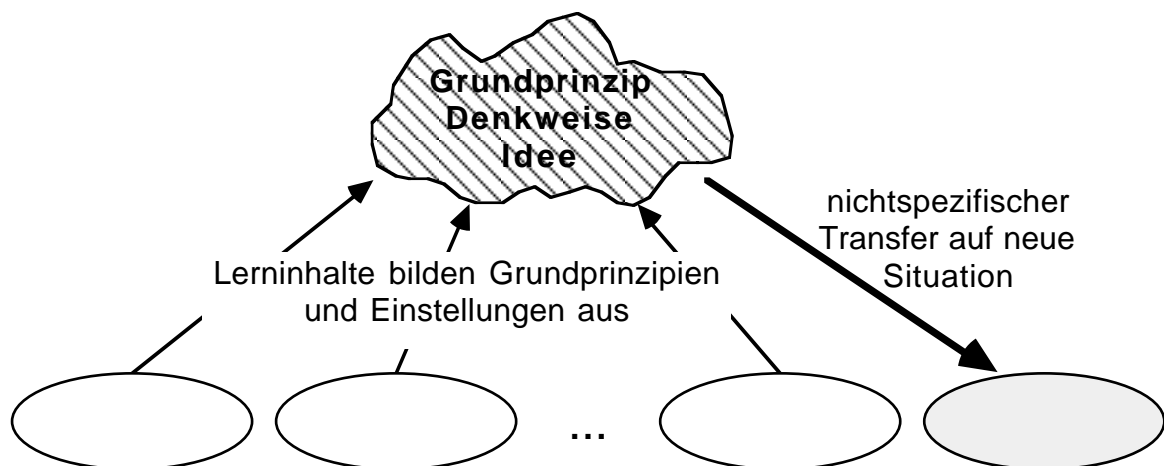 Grundprinzip
Denkweise
Idee
nichtspezifischer
Transfer auf neue
Situation
Lerninhalte bilden Grundprinzipien
und Einstellungen aus
...